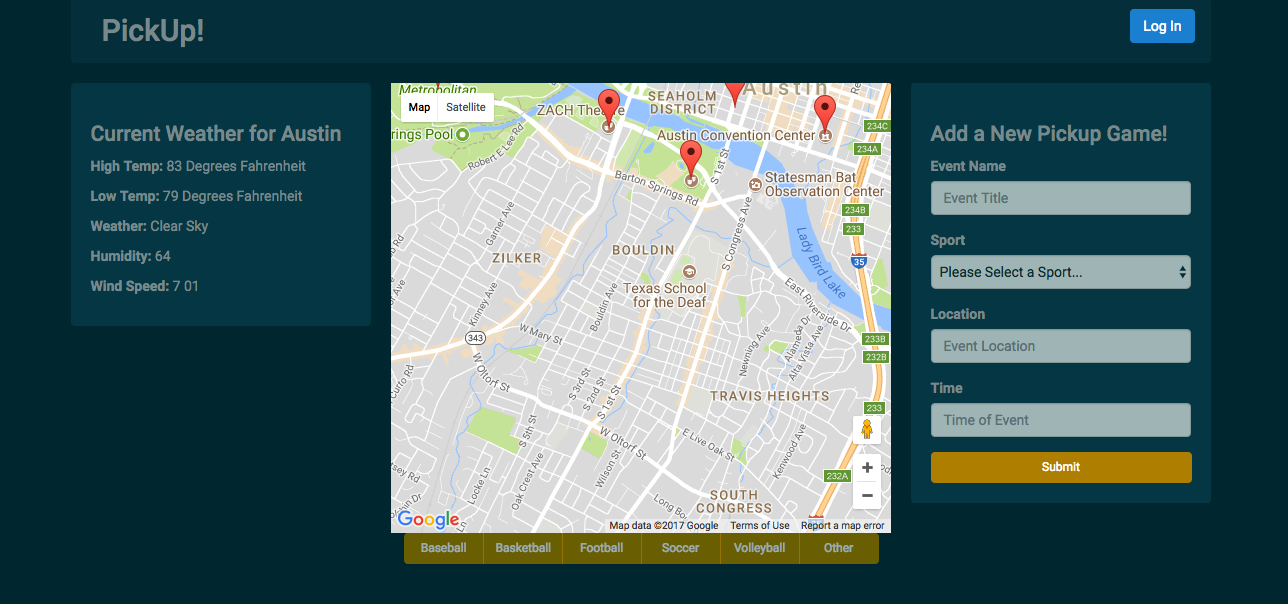 PickUp!
Log In
Current Weather for Austin
High Temp: 83 Degrees Fahrenheit
Low Temp: 79 Degrees Fahrenheit
Weather: Clear Sky
Humidity: 64
Wind Speed: 7 01
Metropolitan
Map
Satellite
rings Pool
Robert E Lee Rd
ZACH Theatre
SEAHOLM
DISTRICT
Austin
Austin Convention Center
234C
234A
S 1st St
Barton Springs Rd
Statesman Bat
Observation Center
234B
233
Garner Ave
BOULDIN
S Congress Ave
Lady Bird Lake
35
ZILKER
Texas School
for the Deaf
Kinney Ave
Bouldin Ave
East Riverside Dr
343
W Mary St
Newning Ave
Alameda Dr
Alta Vista Ave
233B
232B
W Oltorf St
S 3rd St
S 2nd St
S 1st St
TRAVIS HEIGHTS
233
S 5th St
W Oltorf St
E Live Oak St
Kenwood Ave
Locke Ln
Oak Crest Ave
Wilson St
232A
SOUTH
CONGRESS
Google
Map data ©2017 Google
Terms of Use
Report a map error
Baseball
Basketball
Football
Soccer
Volleyball
Other
Add a New Pickup Game!
Event Name
Event Title
Sport
Please Select a Sport...
Location
Event Location
Time
Time of Event
Submit